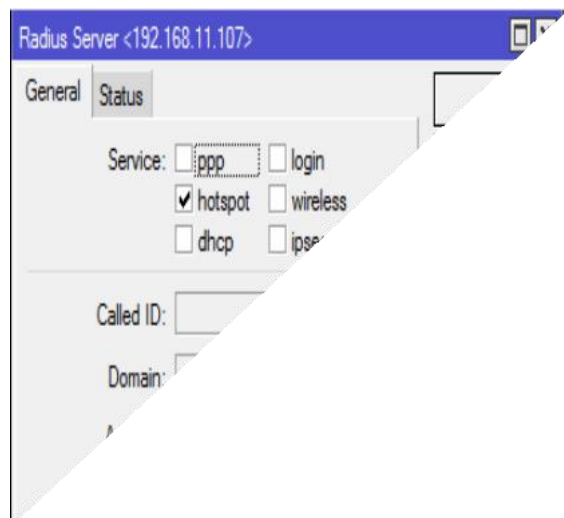 Radius Server <192.168.11.107>
General Status
Service: ppp login
hotspot wireless
dhcp
Called ID:
Domain: